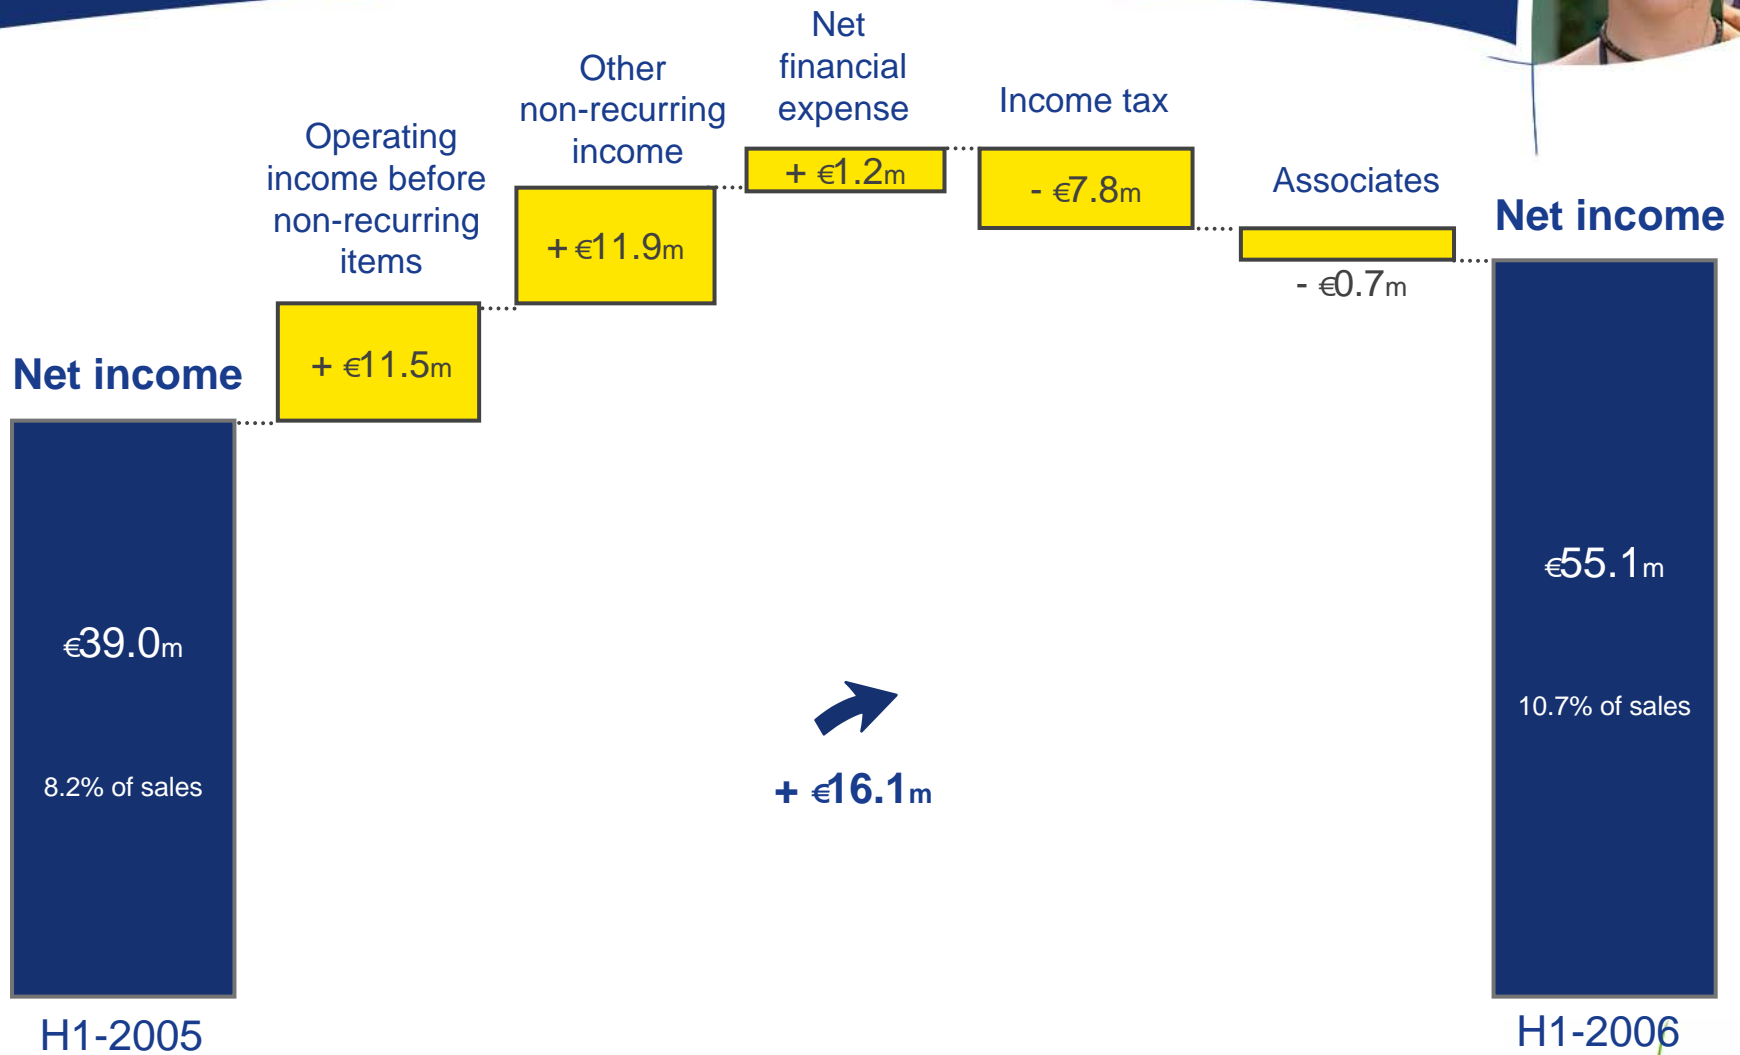 Net income
€39.0m
8.2% of sales
H1-2005
Operating
income before
non-recurring
items
+ €11.5m
Other
non-recurring
income
+ €11.9m
Net
financial
expense
+ €1.2m
Income tax
- €7.8m
Associates
- €0.7m
Net income
€55.1m
10.7% of sales
H1-2006
+ €16.1m